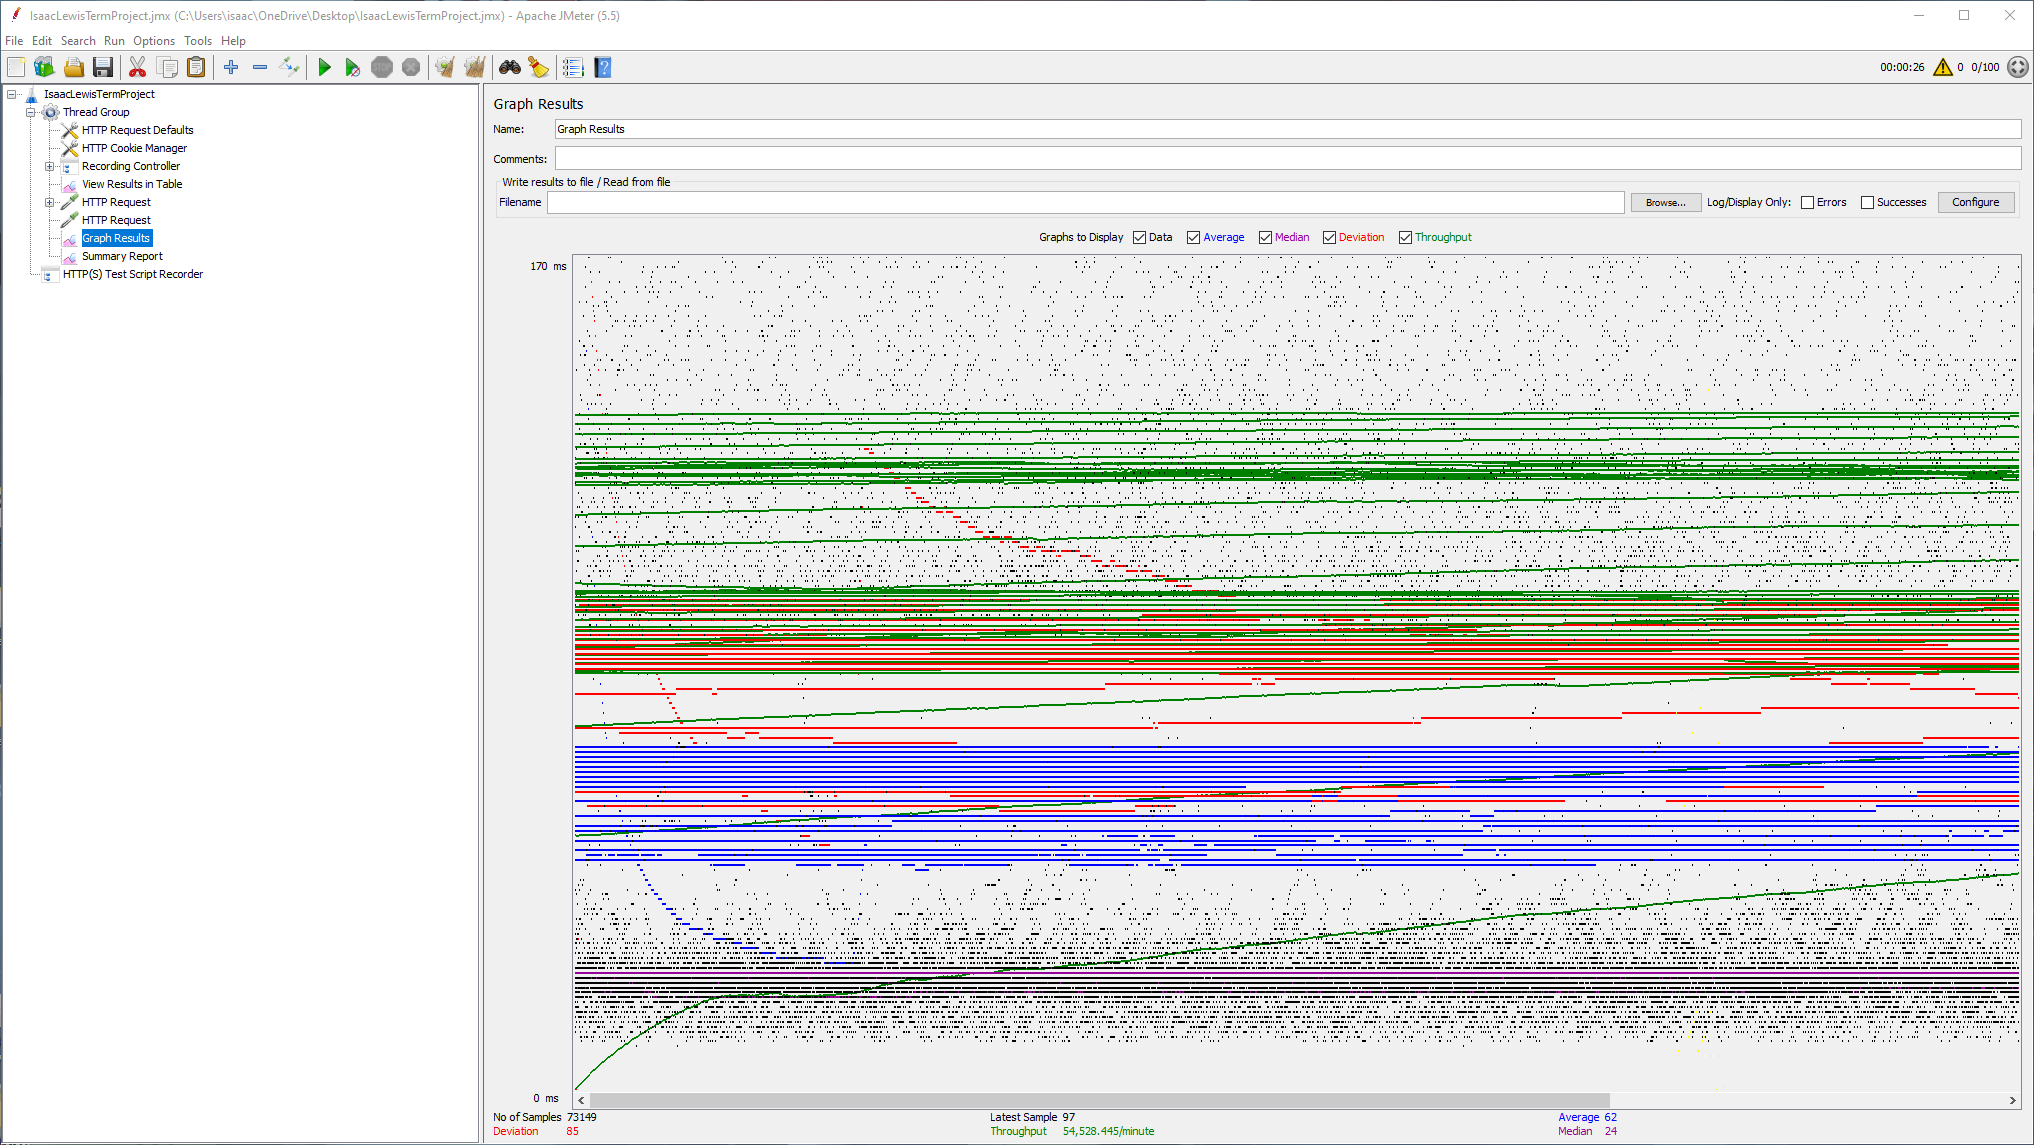 IsaacLewisTermProject.jmx (C:\Users\isaac\OneDrive\Desktop\IsaacLewisTermProject.jmx) - Apache JMeter (5.5)
File Edit Search Run Options Tools Help
STOP
?
00:00:26 0 0/100
IsaacLewisTermProject
Thread Group
HTTP Request Defaults
HTTP Cookie Manager
Recording Controller
View Results in Table
HTTP Request
HTTP Request
Graph Results
Summary Report
HTTP(S) Test Script Recorder
Graph Results
Name: Graph Results
Comments:
Write results to file / Read from file
Filename Browse... Log/Display Only: Errors Successes Configure
Graphs to Display Data Average Median Deviation Throughput
170 ms
0 ms
No of Samples 73149 Latest Sample 97 Average 62
Deviation 85 Throughput 54,528.445/minute Median 24